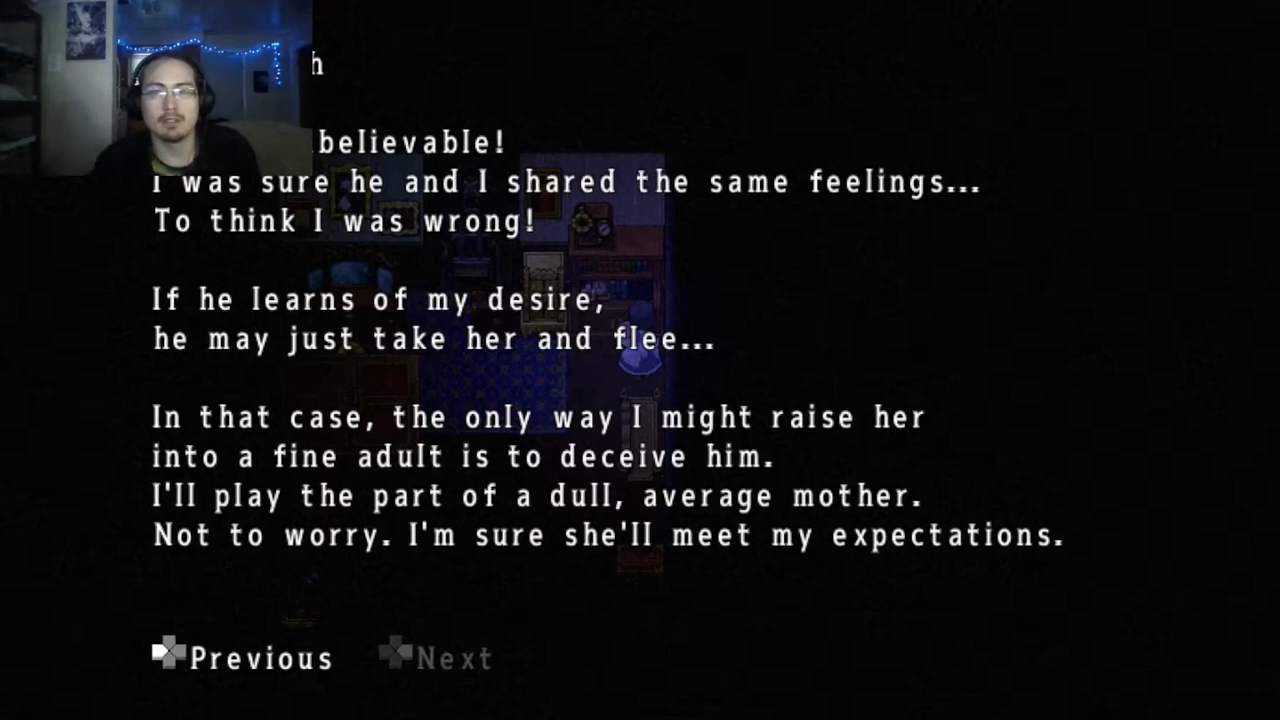 h
believable!
I was sure he and I shared the same feelings...
To think I was wrong!
If he learns of my desire,
he may just take her and flee...
In that case, the only way I might raise her
into a fine adult is to deceive him.
I'll play the part of a dull, average mother.
Not to worry. I'm sure she'll meet my expectations.
Previous Next